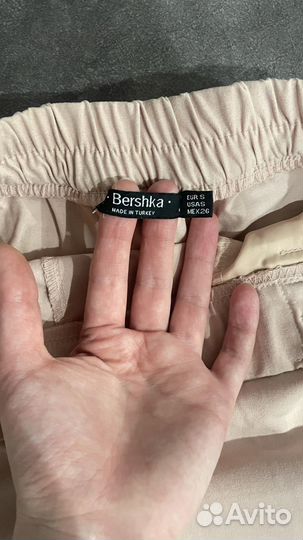 Bershka
MADE IN TURKEY
EUR S
USA S
MEX 26
Avito